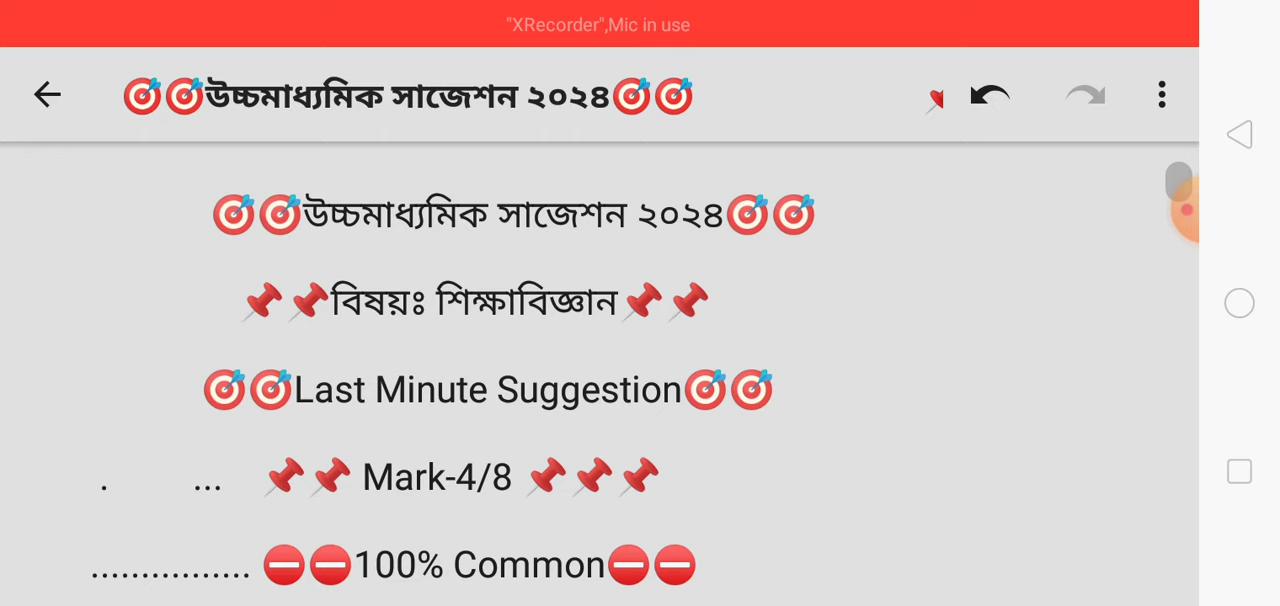 "XRecorder",Mic in use
🎯🎯উচ্চমাধ্যমিক সাজেশন ২০২৪🎯🎯
🎯🎯উচ্চমাধ্যমিক সাজেশন ২০২৪🎯🎯
📌📌বিষয়ঃ শিক্ষাবিজ্ঞান📌📌
🎯🎯Last Minute Suggestion🎯🎯
. ... 📌📌 Mark-4/8 📌📌📌
................ ⛔⛔100% Common⛔⛔